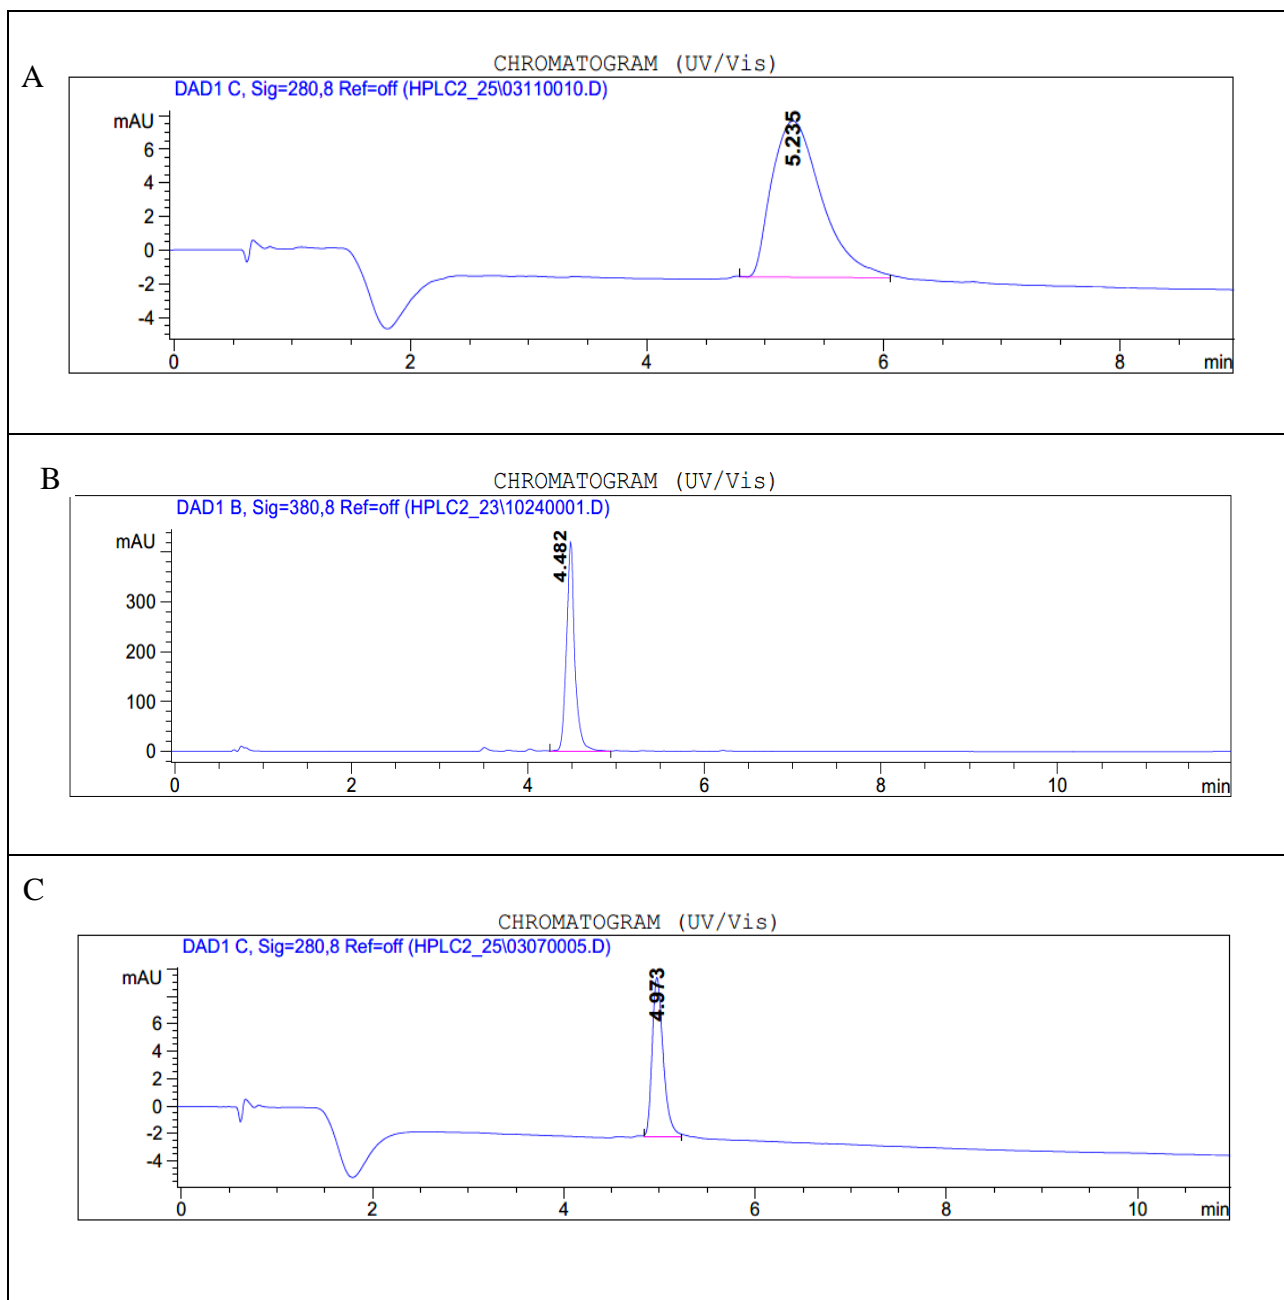 A
CHROMATOGRAM (UV/Vis)
DAD1 C, Sig=280,8 Ref=off (HPLC2_25\03110010.D)
mAU
5.235
6
4
2
0
-2
-4
0 2 4 6 8 min
B
CHROMATOGRAM (UV/Vis)
DAD1 B, Sig=380,8 Ref=off (HPLC2_23\10240001.D)
mAU
4.482
300
200
100
0
0 2 4 6 8 10 min
C
CHROMATOGRAM (UV/Vis)
DAD1 C, Sig=280,8 Ref=off (HPLC2_25\03070005.D)
mAU
4.973
6
4
2
0
-2
-4
0 2 4 6 8 10 min